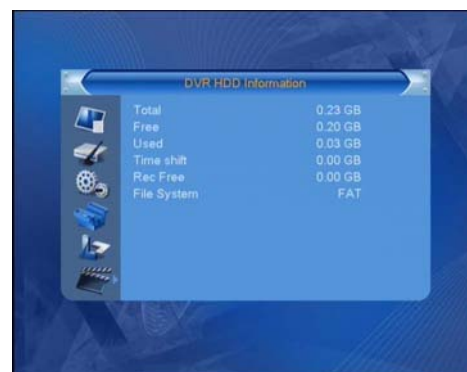 DVR HDD Information
Total 0.23 GB
Free 0.20 GB
Used 0.03 GB
Time shift 0.00 GB
Rec Free 0.00 GB
File System FAT